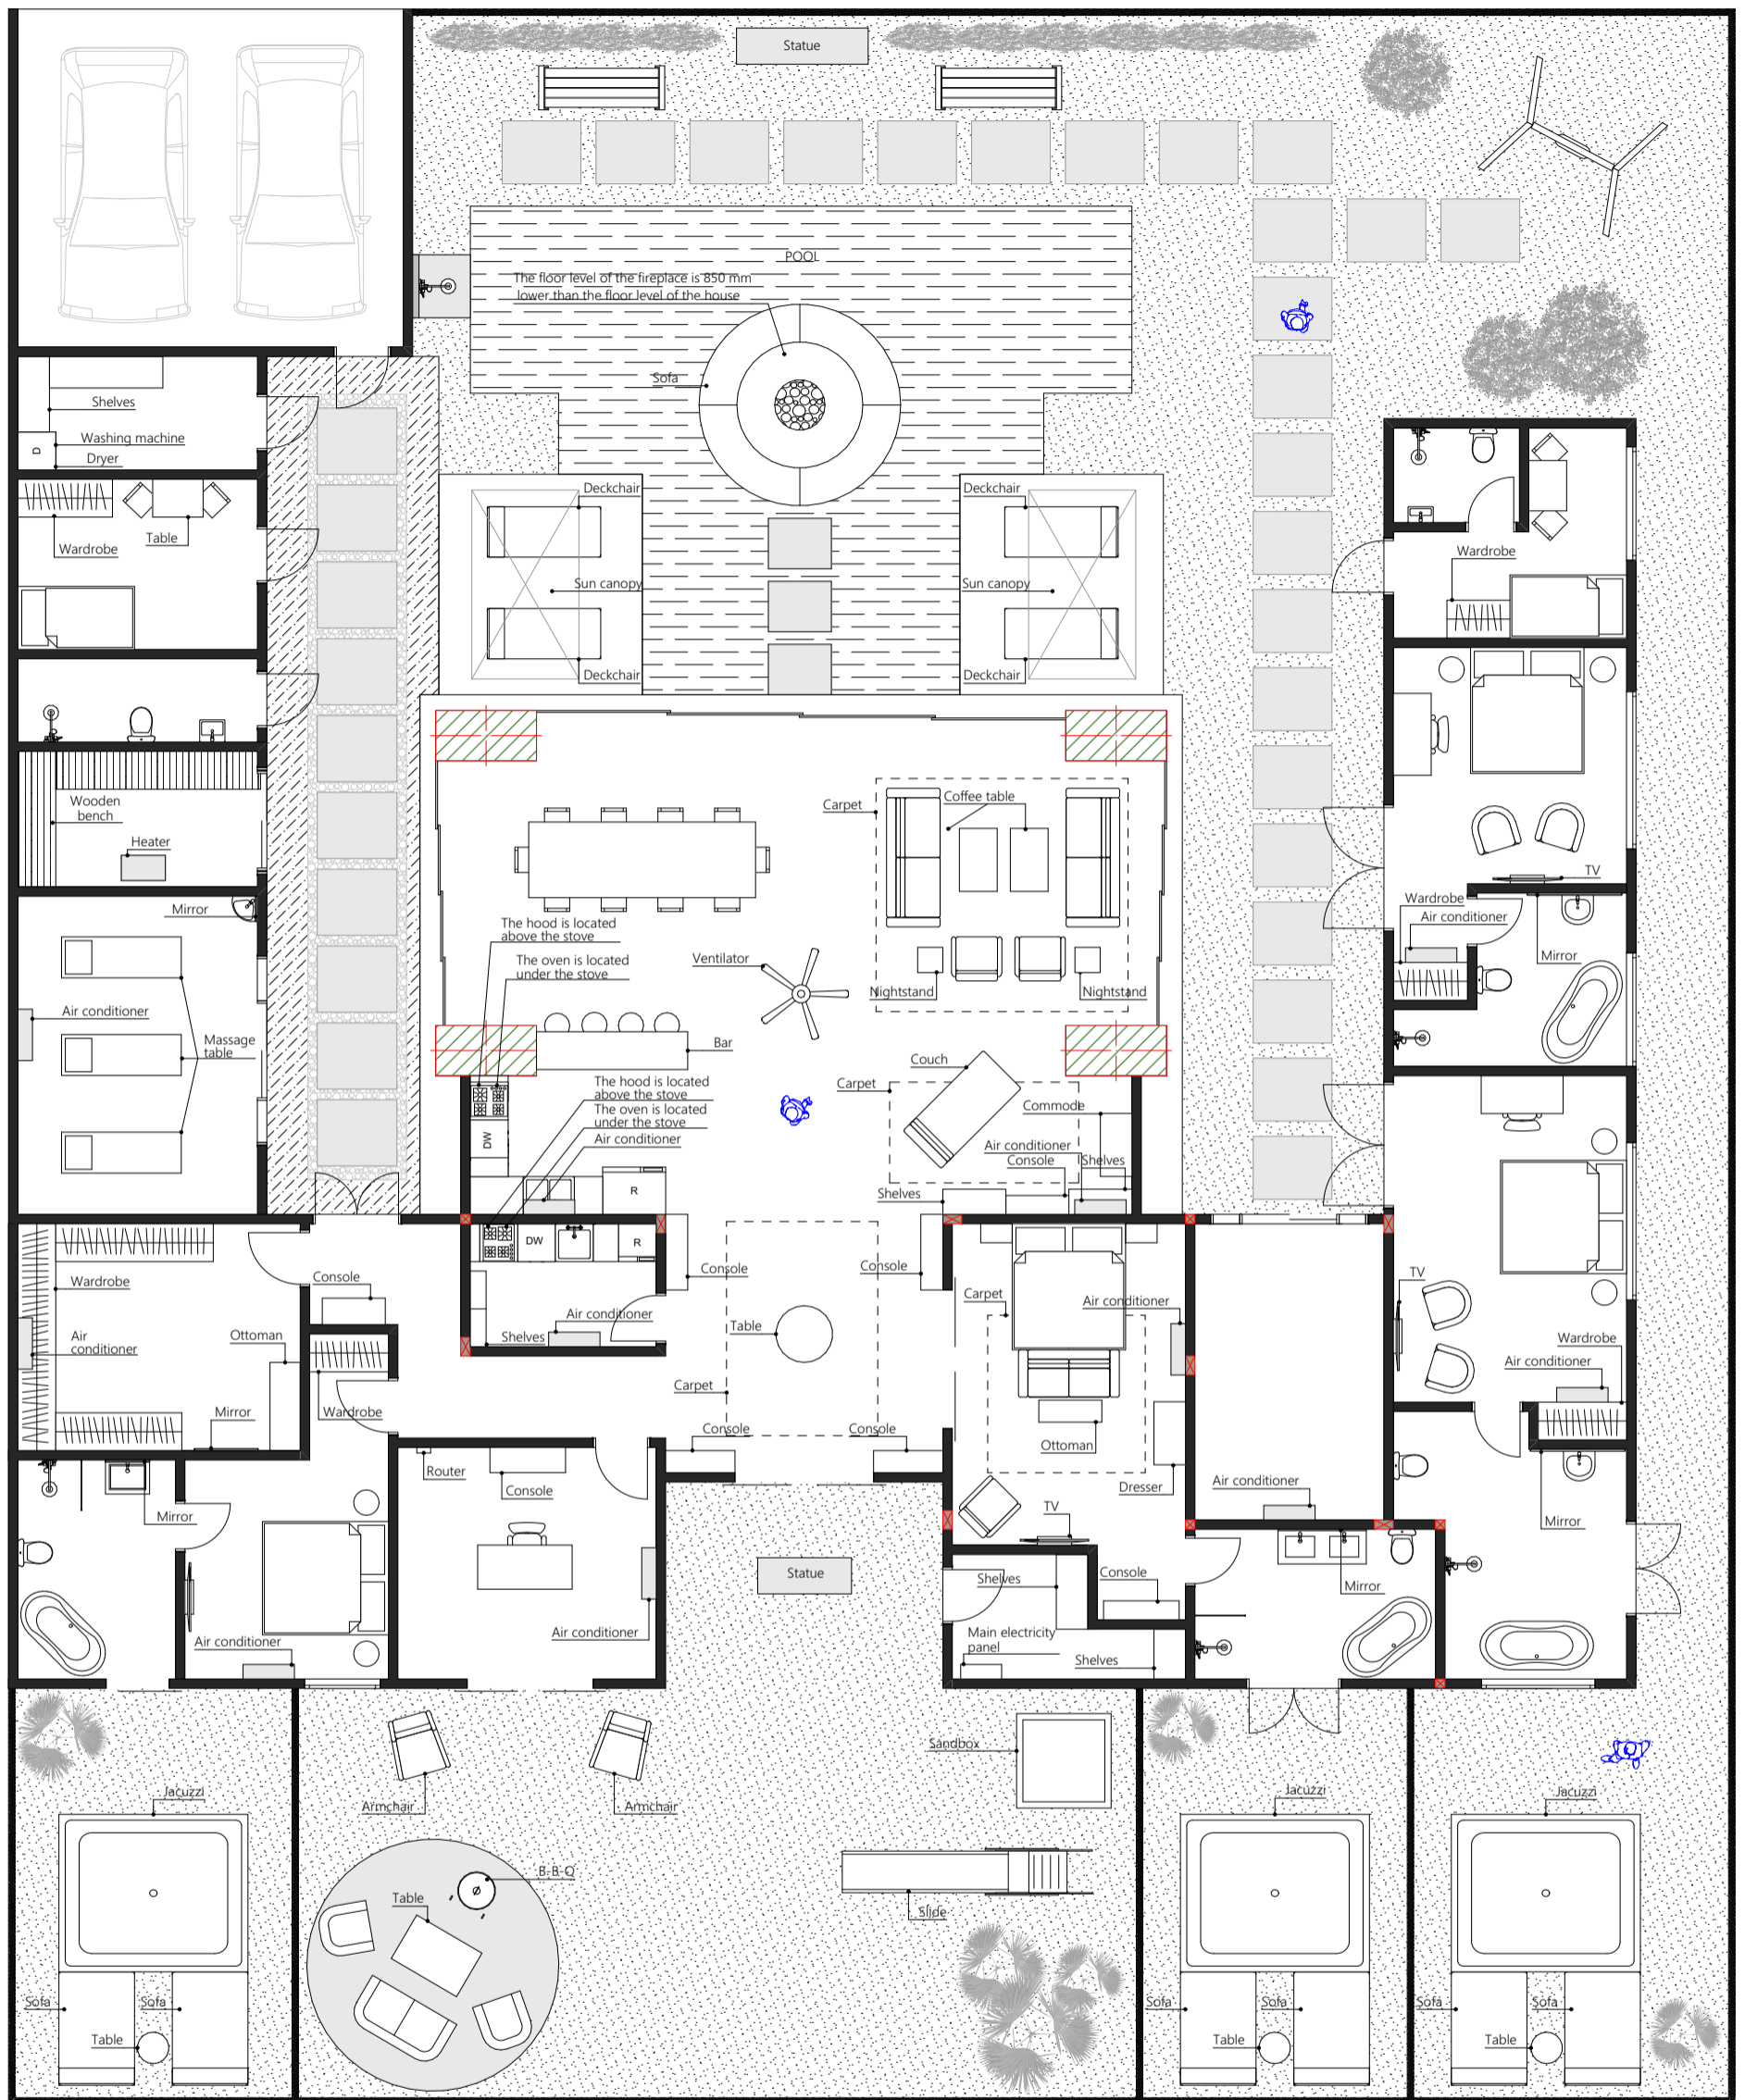 Statue
POOL
The floor level of the fireplace is 850 mm
lower than the floor level of the house
Sofa
Shelves
Washing machine
Dryer
D
Deckchair
Deckchair
Wardrobe
Table
Wardrobe
Sun canopy
Sun canopy
Deckchair
Deckchair
Wooden
bench
Heater
Carpet
Coffee table
TV
Mirror
Wardrobe
Air conditioner
The hood is located
above the stove
The oven is located
under the stove
Ventilator
Mirror
Nightstand
Nightstand
Air conditioner
Massage
table
Bar
Couch
The hood is located
above the stove
The oven is located
under the stove
Air conditioner
Carpet
Commode
DW
Air conditioner
Console
Shelves
R
Shelves
DW
R
Wardrobe
Console
Console
Console
TV
Carpet
Air conditioner
Air conditioner
Table
Shelves
Air
conditioner
Ottoman
Wardrobe
Air conditioner
Carpet
Mirror
Wardrobe
Console
Console
Ottoman
Router
Console
Dresser
Air conditioner
Mirror
TV
Mirror
Statue
Shelves
Console
Mirror
Air conditioner
Air conditioner
Main electricity
panel
Shelves
Sandbox
Jacuzzi
Armchair
Armchair
Jacuzzi
Jacuzzi
B-B-Q
Table
Slide
Sofa
Sofa
Sofa
Sofa
Sofa
Sofa
Table
Table
Table